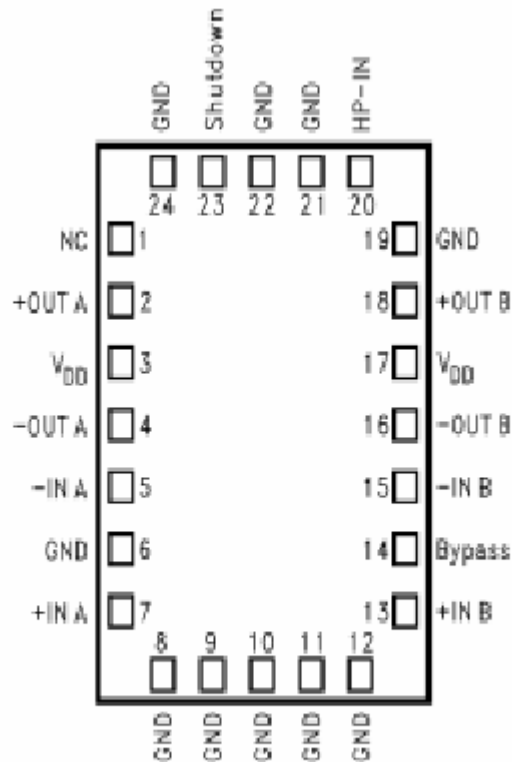 GND Shutdown GND GND HP-IN
24 23 22 21 20
NC 1 19 GND
+OUT A 2 18 +OUT B
VDD 3 17 VDD
-OUT A 4 16 -OUT B
-IN A 5 15 -IN B
GND 6 14 Bypass
+IN A 7 13 +IN B
8 9 10 11 12
GND GND GND GND GND